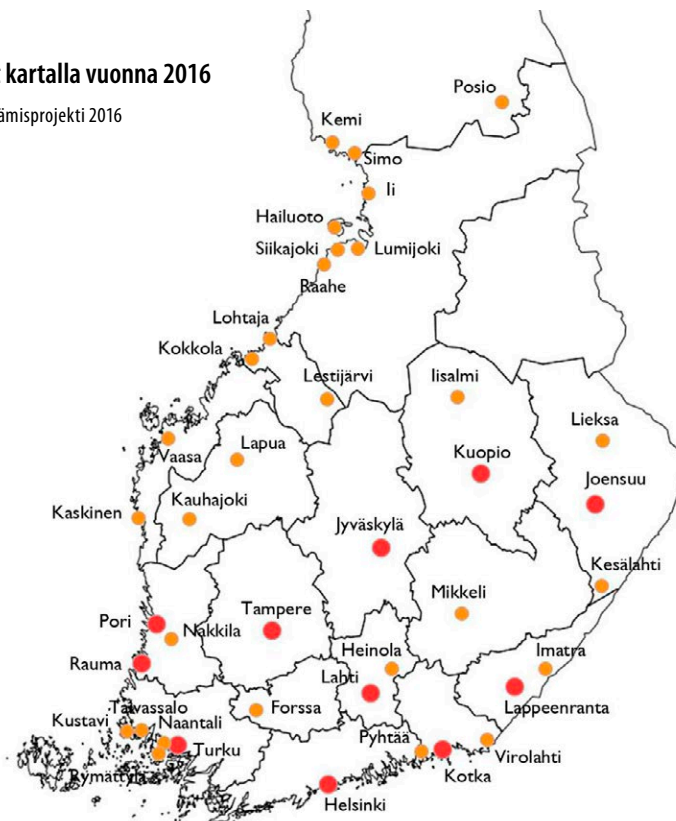 kartalla vuonna 2016
ämisprojekti 2016
Posio
Kemi
Simo
Ii
Hailuoto
Siikajoki
Lumijoki
Raahe
Lohtaja
Kokkola
Lestijärvi
Iisalmi
Lieksa
Vaasa
Lapua
Kuopio
Joensuu
Kaskinen
Kauhajoki
Jyväskylä
Kesälahti
Mikkeli
Pori
Tampere
Nakkila
Rauma
Heinola
Imatra
Lahti
Lappeenranta
Taivassalo
Kustavi
Naantali
Forssa
Turku
Pyhtää
Virolahti
Rymättylä
Kotka
Helsinki